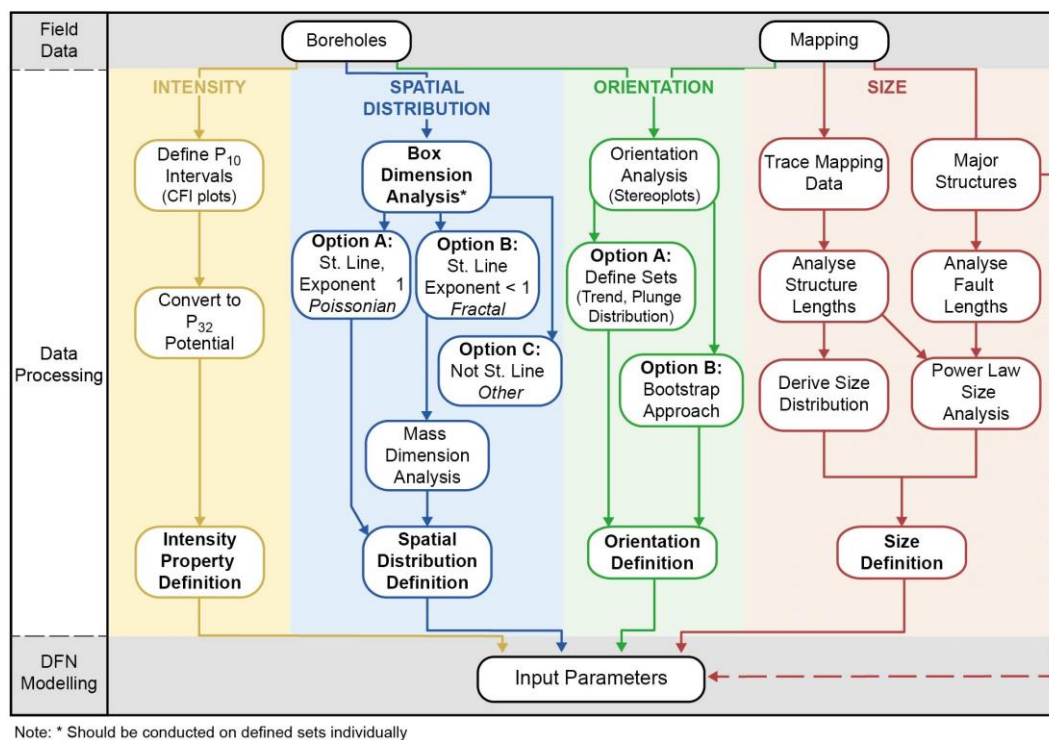 Field
Data
Boreholes
Mapping
INTENSITY
SPATIAL
DISTRIBUTION
ORIENTATION
SIZE
Data
Processing
Define P10
Intervals
(CFI plots)
Convert to
P32
Potential
Intensity
Property
Definition
Box
Dimension
Analysis*
Option A:
St. Line,
Exponent 1
Poissonian
Option B:
St. Line
Exponent < 1
Fractal
Option C:
Not St. Line
Other
Mass
Dimension
Analysis
Spatial
Distribution
Definition
Orientation
Analysis
(Stereoplots)
Option A:
Define Sets
(Trend, Plunge
Distribution)
Option B:
Bootstrap
Approach
Orientation
Definition
Trace Mapping
Data
Major
Structures
Analyse
Structure
Lengths
Analyse
Fault
Lengths
Derive Size
Distribution
Power Law
Size
Analysis
Size
Definition
DFN
Modelling
Input Parameters
Note: * Should be conducted on defined sets individually